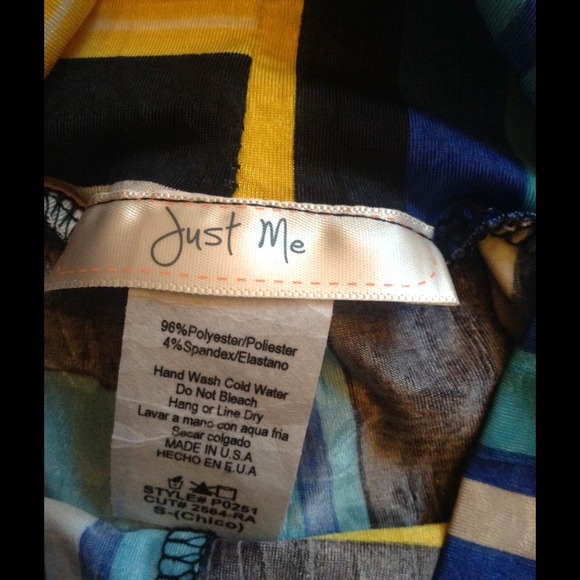 Just Me
96%Polyester/Poliester
4%Spandex/Elastano
Hand Wash Cold Water
Do Not Bleach
Hang or Line Dry
Lavar a mano con aqua fria
Secar colgado
MADE IN U.S.A
HECHO EN E.U.A
STYLE# P0251
CUT# 2564-RA
S-(Chico)